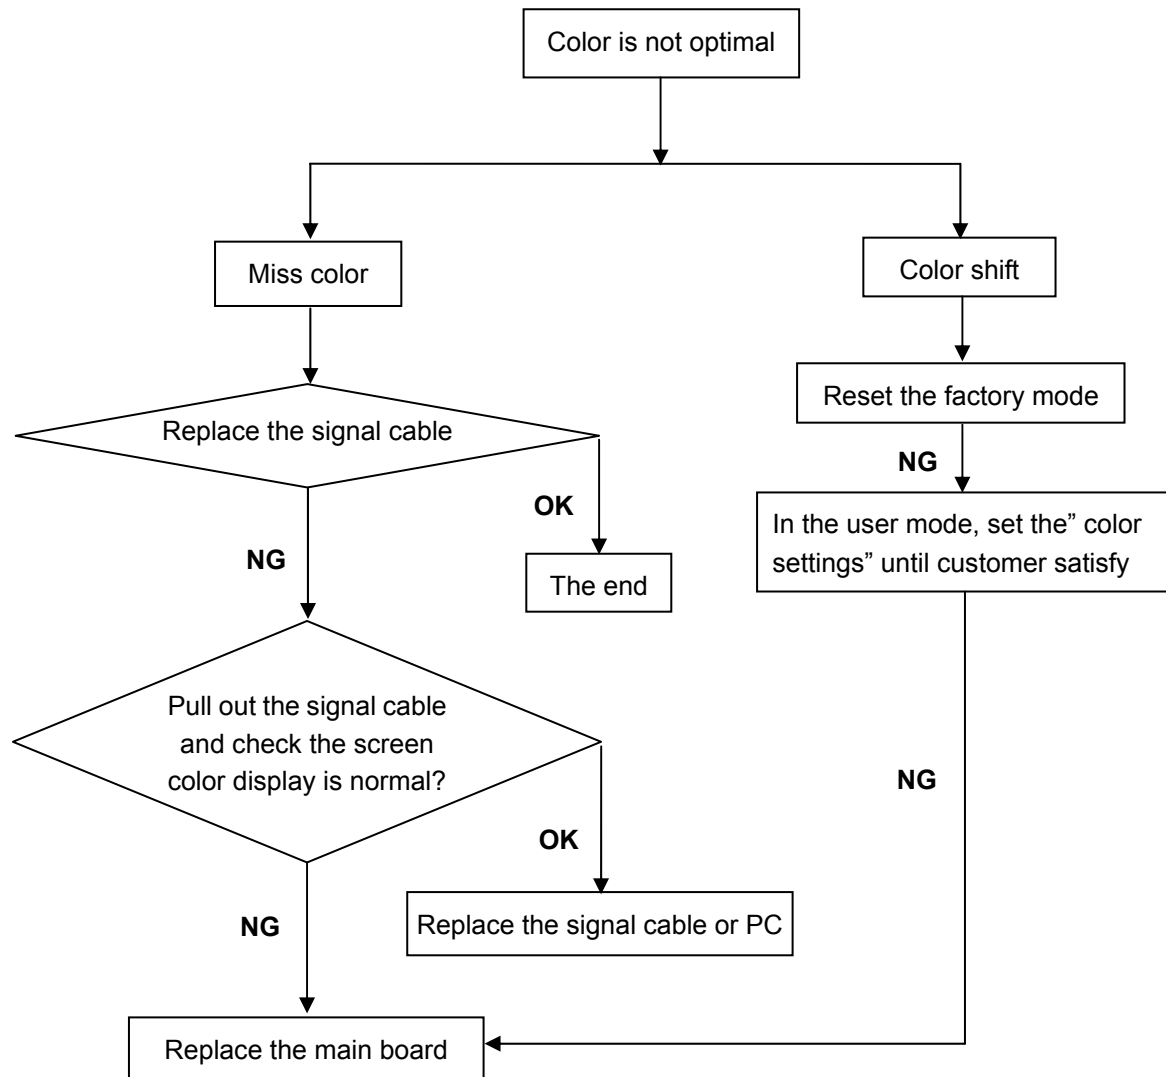 Color is not optimal
Miss color
Color shift
Reset the factory mode
Replace the signal cable
NG
OK
In the user mode, set the” color
settings” until customer satisfy
NG
The end
Pull out the signal cable
and check the screen
color display is normal?
NG
OK
NG
Replace the signal cable or PC
Replace the main board